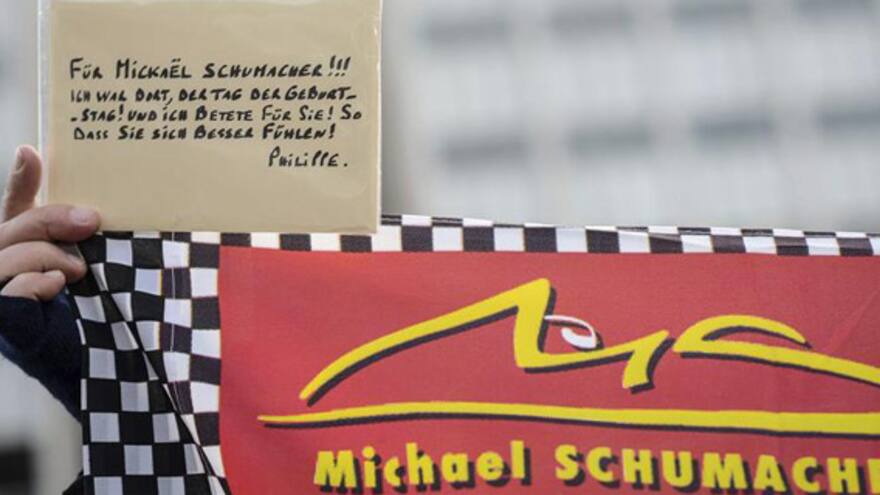 FÜR MICKAËL SCHUMACHER!!!
ICH WAR DORT, DER TAG DER GEBURT-
-STAG! UND ICH BETETE FÜR SIE! SO
DASS SIE SICH BESSER FÜHLEN!
PHILIPPE.
Michael SCHUMACHE